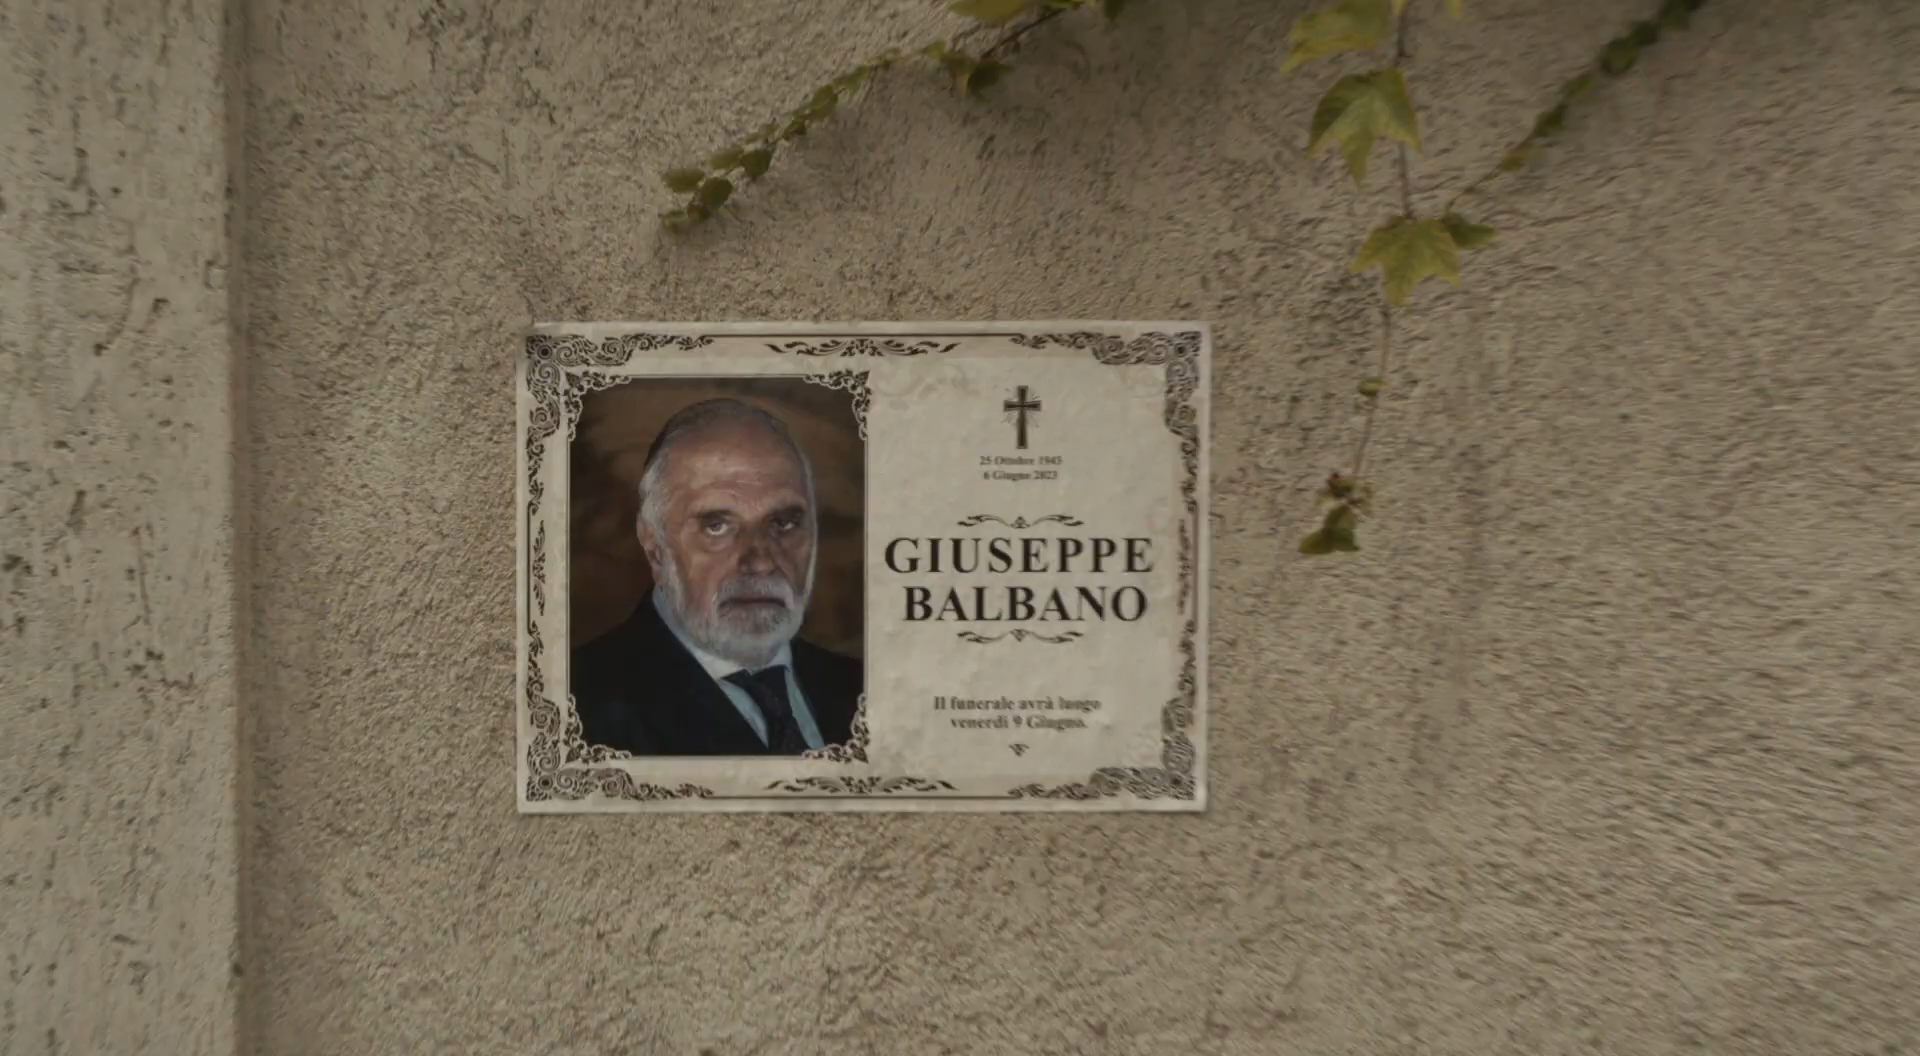 25 Ottobre 1943
6 Giugno 2023
GIUSEPPE
BALBANO
Il funerale avrà luogo
venerdì 9 Giugno.